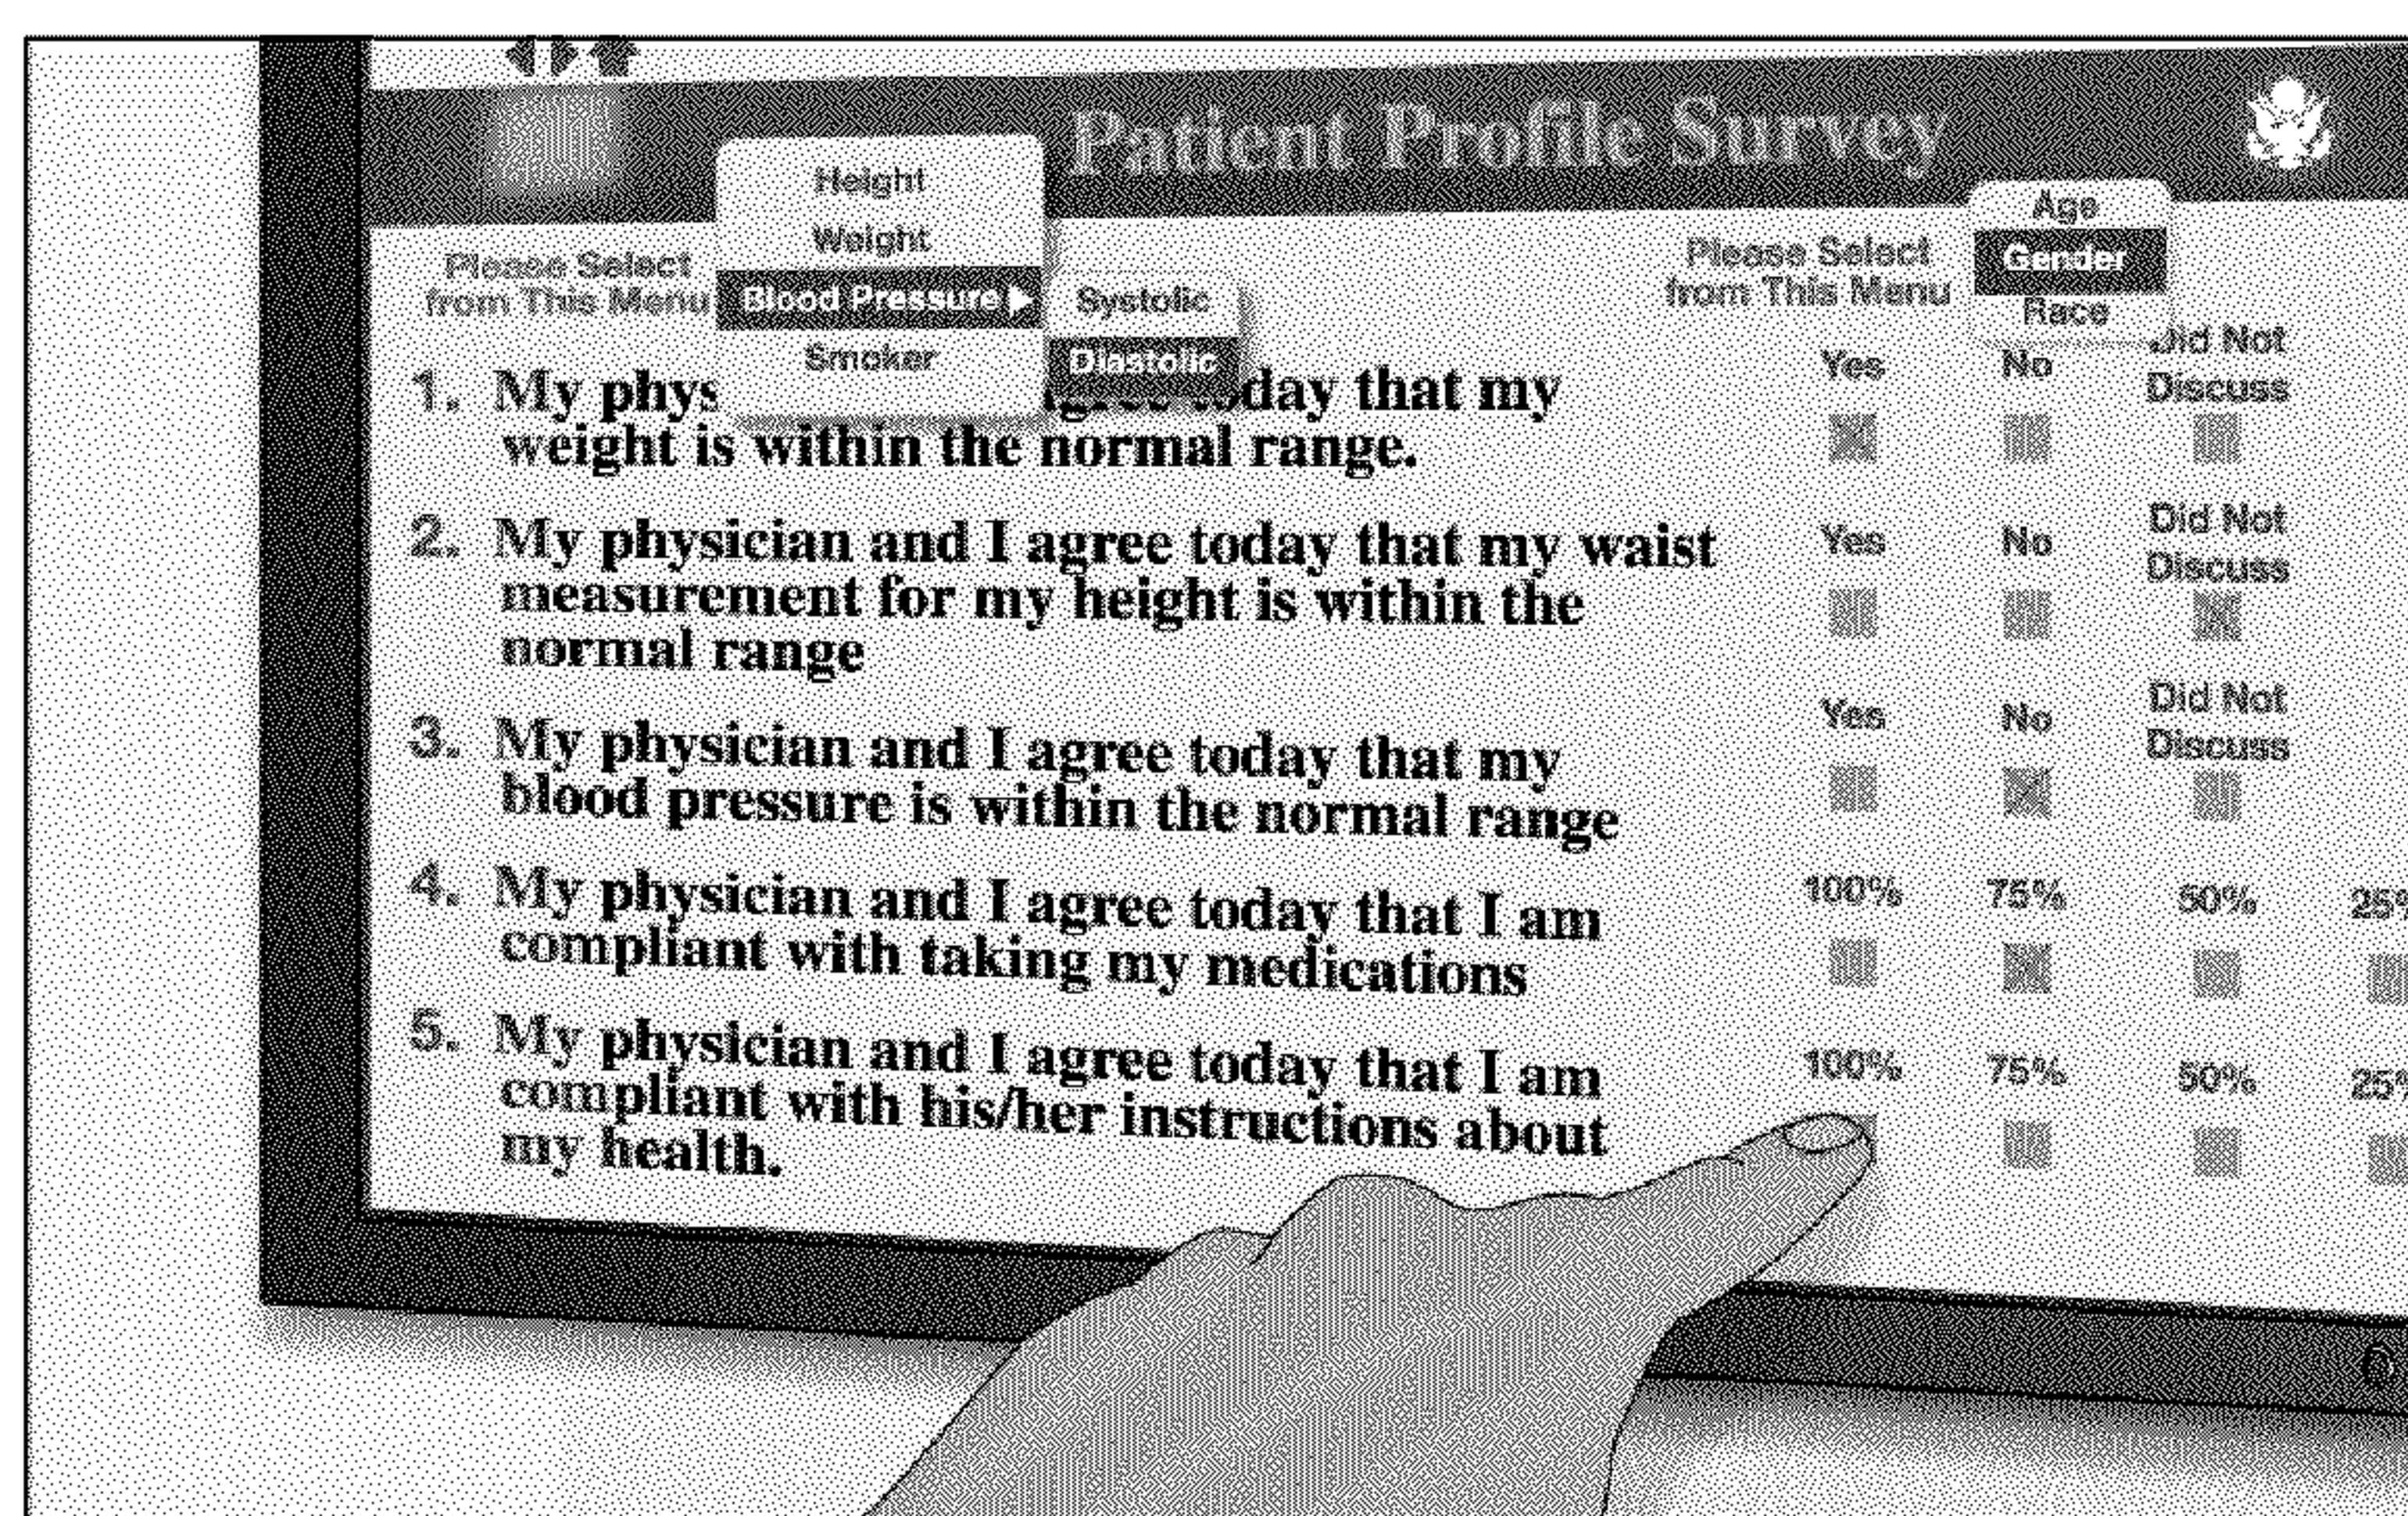 Patient Profile Survey
Please Select
from This Menu
Height
Weight
Blood Pressure
Smoker
Systolic
Diastolic
Please Select
from This Menu
Age
Gender
Race
1. My phys day that my
weight is within the normal range.
Yes No Did Not
Discuss
2. My physician and I agree today that my waist
measurement for my height is within the
normal range
Yes No Did Not
Discuss
3. My physician and I agree today that my
blood pressure is within the normal range
Yes No Did Not
Discuss
4. My physician and I agree today that I am
compliant with taking my medications
100% 75% 50% 25%
5. My physician and I agree today that I am
compliant with his/her instructions about
my health.
100% 75% 50% 25%